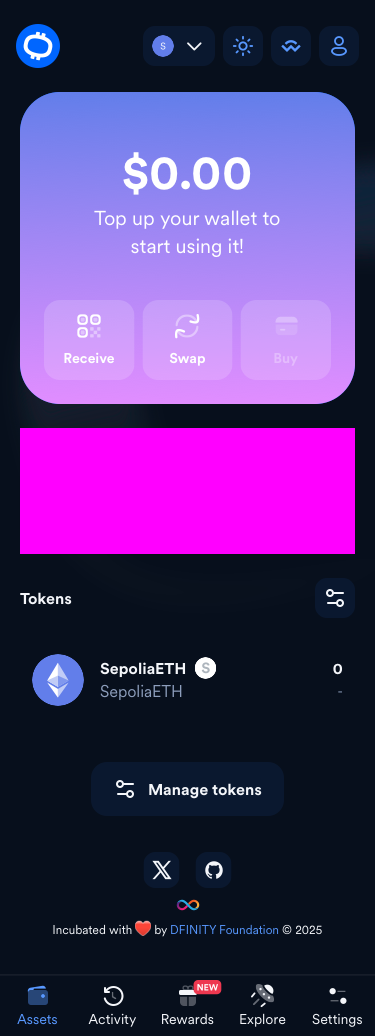 S
$0.00
Top up your wallet to
start using it!
Receive Swap Buy
Tokens
SepoliaETH S 0
SepoliaETH -
Manage tokens
Incubated with ❤️ by DFINITY Foundation © 2025
NEW
Assets Activity Rewards Explore Settings